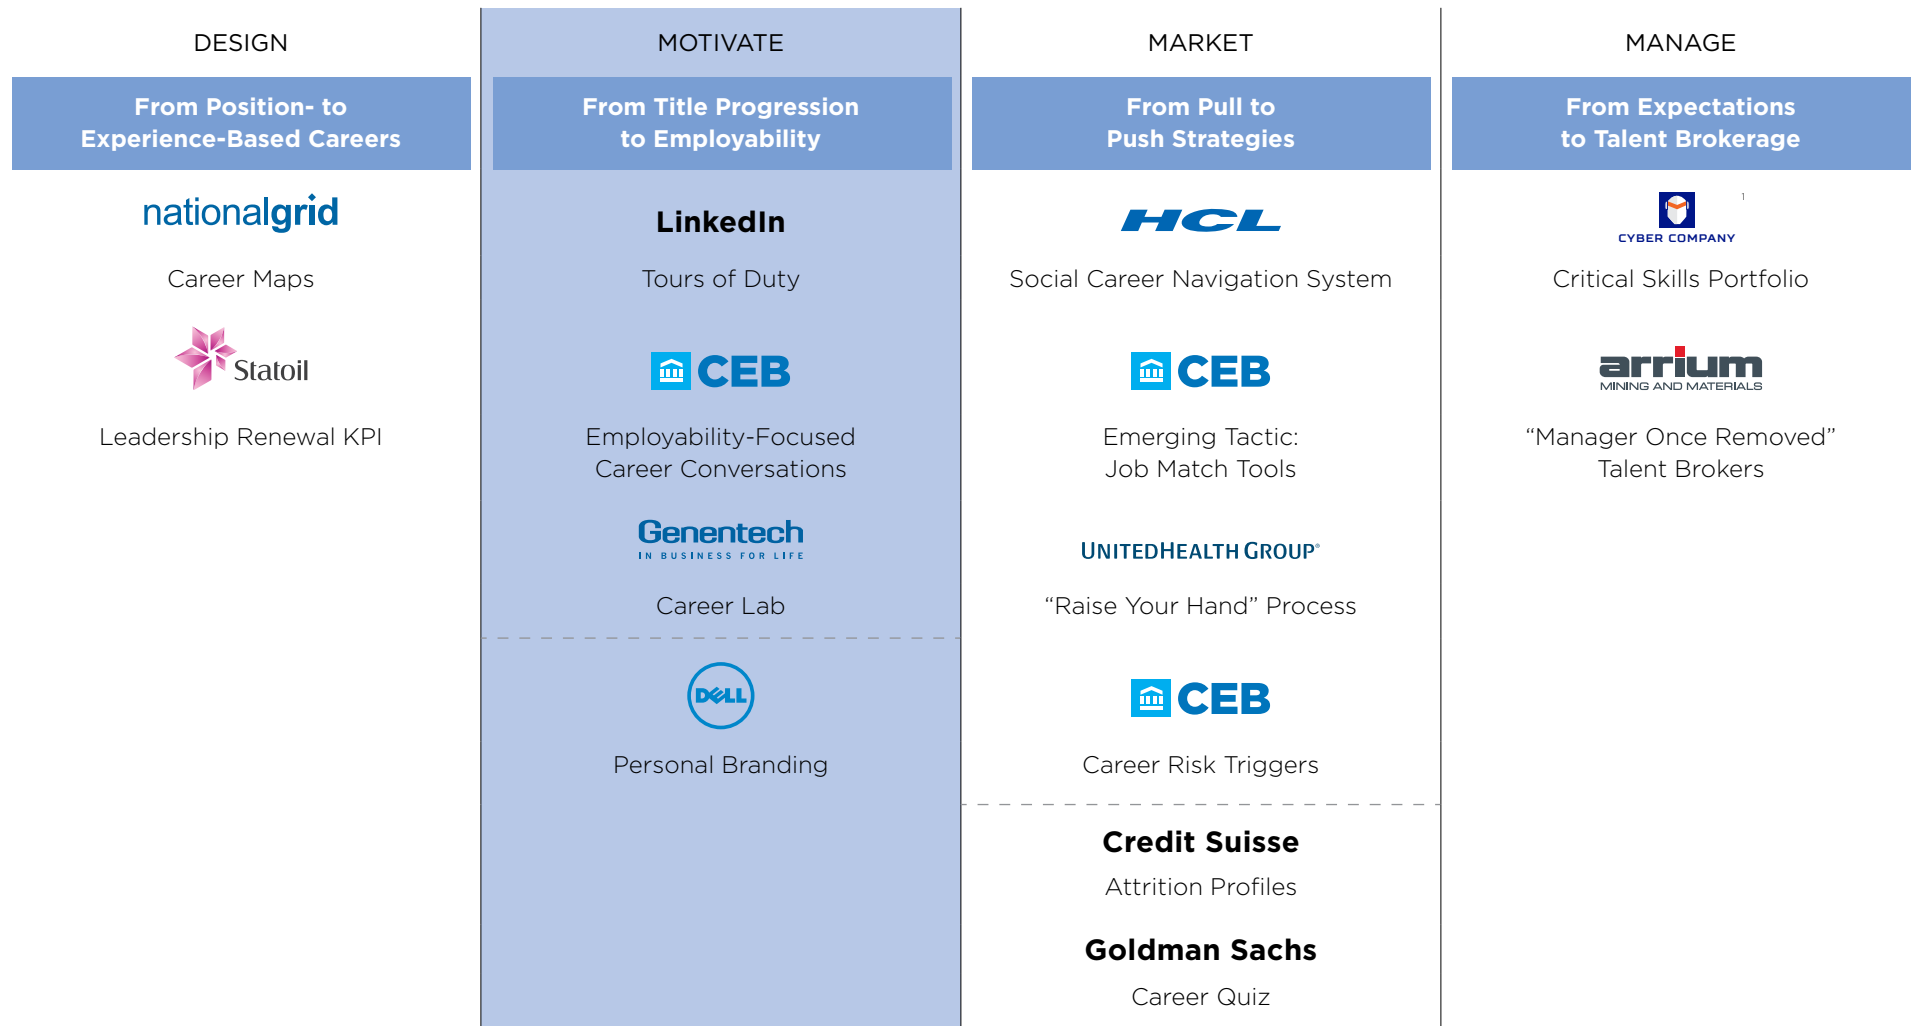 DESIGN
From Position- to
Experience-Based Careers
nationalgrid
Career Maps
Statoil
Leadership Renewal KPI
MOTIVATE
From Title Progression
to Employability
LinkedIn
Tours of Duty
CEB
Employability-Focused
Career Conversations
Genentech
IN BUSINESS FOR LIFE
Career Lab
DELL
Personal Branding
MARKET
From Pull to
Push Strategies
HCL
Social Career Navigation System
CEB
Emerging Tactic:
Job Match Tools
UNITEDHEALTH GROUP®
“Raise Your Hand” Process
CEB
Career Risk Triggers
Credit Suisse
Attrition Profiles
Goldman Sachs
Career Quiz
MANAGE
From Expectations
to Talent Brokerage
1
CYBER COMPANY
Critical Skills Portfolio
arrium
MINING AND MATERIALS
“Manager Once Removed”
Talent Brokers